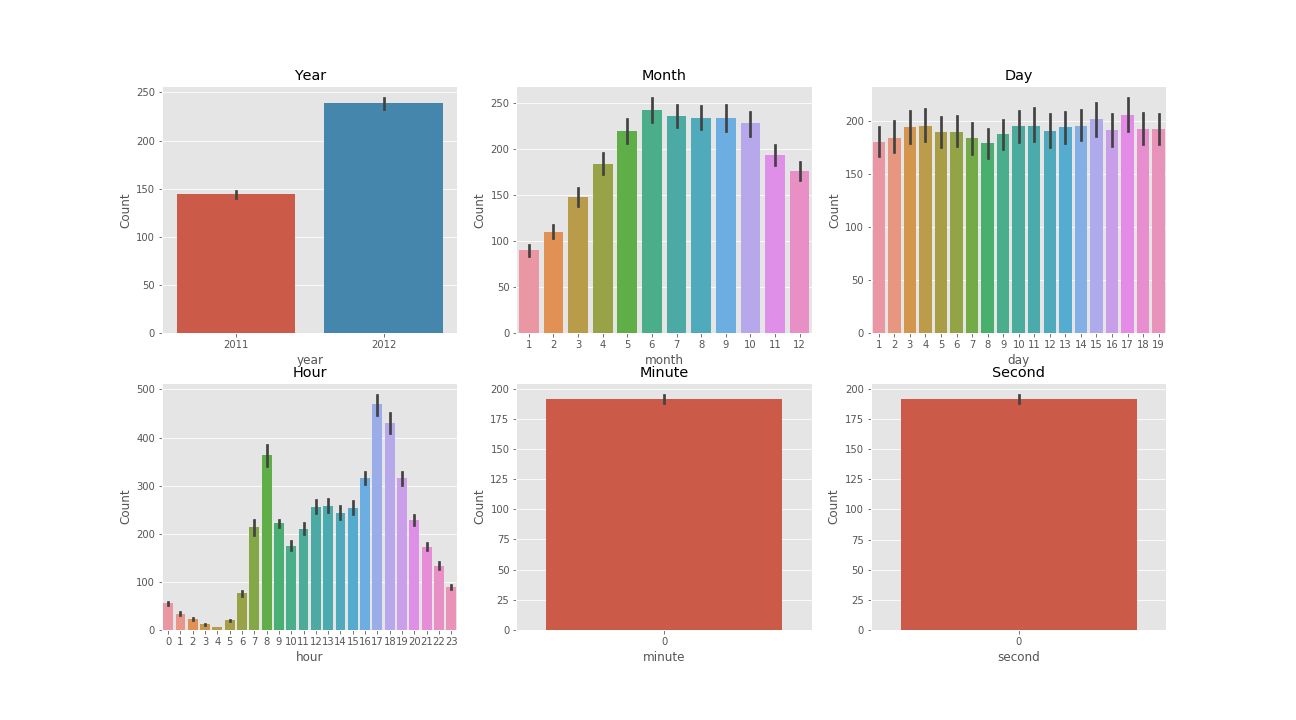 Year
250
200
150
100
50
0
Count
2011 2012
year
Month
250
200
150
100
50
0
Count
1 2 3 4 5 6 7 8 9 10 11 12
month
Day
200
150
100
50
0
Count
1 2 3 4 5 6 7 8 9 10 11 12 13 14 15 16 17 18 19
day
Hour
500
400
300
200
100
0
Count
0 1 2 3 4 5 6 7 8 9 10 11 12 13 14 15 16 17 18 19 20 21 22 23
hour
Minute
200
175
150
125
100
75
50
25
0
Count
0
minute
Second
200
175
150
125
100
75
50
25
0
Count
0
second